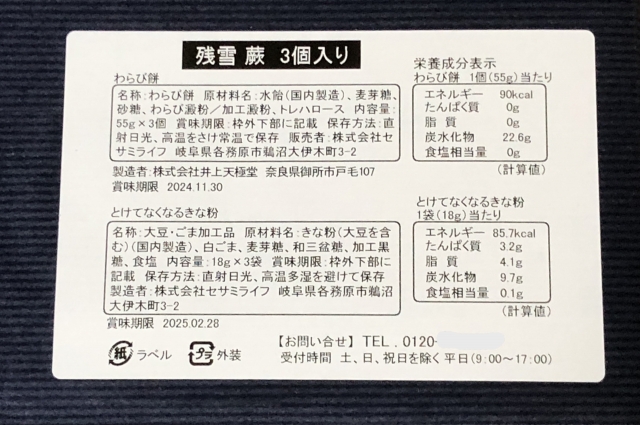 残雪 蕨 3個入り
わらび餅
名称:わらび餅 原材料名:水飴(国内製造)、麦芽糖、
砂糖、わらび澱粉/加工澱粉、トレハロース 内容量:
55g×3個 賞味期限:枠外下部に記載 保存方法:直
射日光、高温をさけ常温で保存 販売者:株式会社セ
サミライフ 岐阜県各務原市鵜沼大伊木町3-2
製造者:株式会社井上天極堂 奈良県御所市戸毛107
賞味期限 2024.11.30
栄養成分表示
わらび餅 1個(55g)当たり
エネルギー 90kcal
たんぱく質 0g
脂 質 0g
炭水化物 22.6g
食塩相当量 0g
(計算値)
とけてなくなるきな粉
名称:大豆・ごま加工品 原材料名:きな粉(大豆を含
む)(国内製造)、白ごま、麦芽糖、和三盆糖、加工黒
糖、食塩 内容量:18g×3袋 賞味期限:枠外下部に
記載 保存方法:直射日光、高温多湿を避けて保存
製造者:株式会社セサミライフ 岐阜県各務原市鵜沼
大伊木町3-2
賞味期限 2025.02.28
とけてなくなるきな粉
1袋(18g)当たり
エネルギー 85.7kcal
たんぱく質 3.2g
脂 質 4.1g
炭水化物 9.7g
食塩相当量 0.1g
(計算値)
紙 ラベル プラ 外装
【お問い合せ】 TEL.0120-
受付時間 土、日、祝日を除く平日(9:00~17:00)